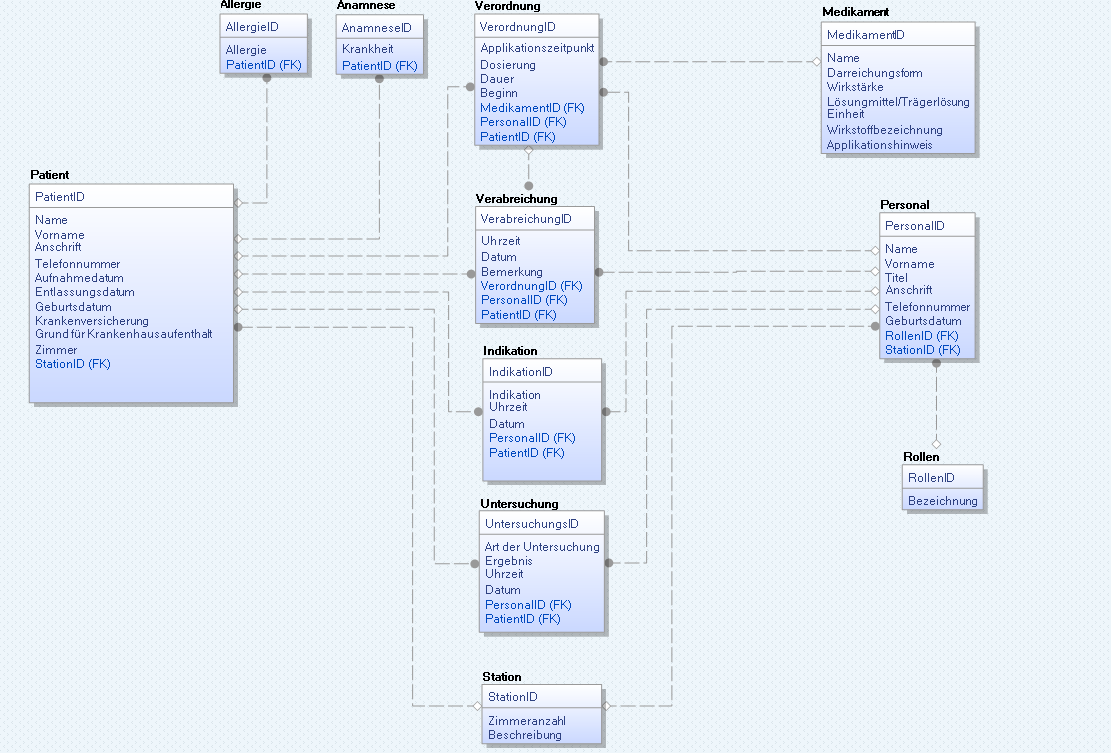 Allergie
AllergieID
Allergie
PatientID (FK)
Anamnese
AnamneseID
Krankheit
PatientID (FK)
Verordnung
VerordnungID
Applikationszeitpunkt
Dosierung
Dauer
Beginn
MedikamentID (FK)
PersonalID (FK)
PatientID (FK)
Medikament
MedikamentID
Name
Darreichungsform
Wirkstärke
Lösungmittel/Trägerlösung
Einheit
Wirkstoffbezeichnung
Applikationshinweis
Patient
PatientID
Name
Vorname
Anschrift
Telefonnummer
Aufnahmedatum
Entlassungsdatum
Geburtsdatum
Krankenversicherung
Grund für Krankenhausaufenthalt
Zimmer
StationID (FK)
Verabreichung
VerabreichungID
Uhrzeit
Datum
Bemerkung
VerordnungID (FK)
PersonalID (FK)
PatientID (FK)
Personal
PersonalID
Name
Vorname
Titel
Anschrift
Telefonnummer
Geburtsdatum
RollenID (FK)
StationID (FK)
Indikation
IndikationID
Indikation
Uhrzeit
Datum
PersonalID (FK)
PatientID (FK)
Rollen
RollenID
Bezeichnung
Untersuchung
UntersuchungsID
Art der Untersuchung
Ergebnis
Uhrzeit
Datum
PersonalID (FK)
PatientID (FK)
Station
StationID
Zimmeranzahl
Beschreibung